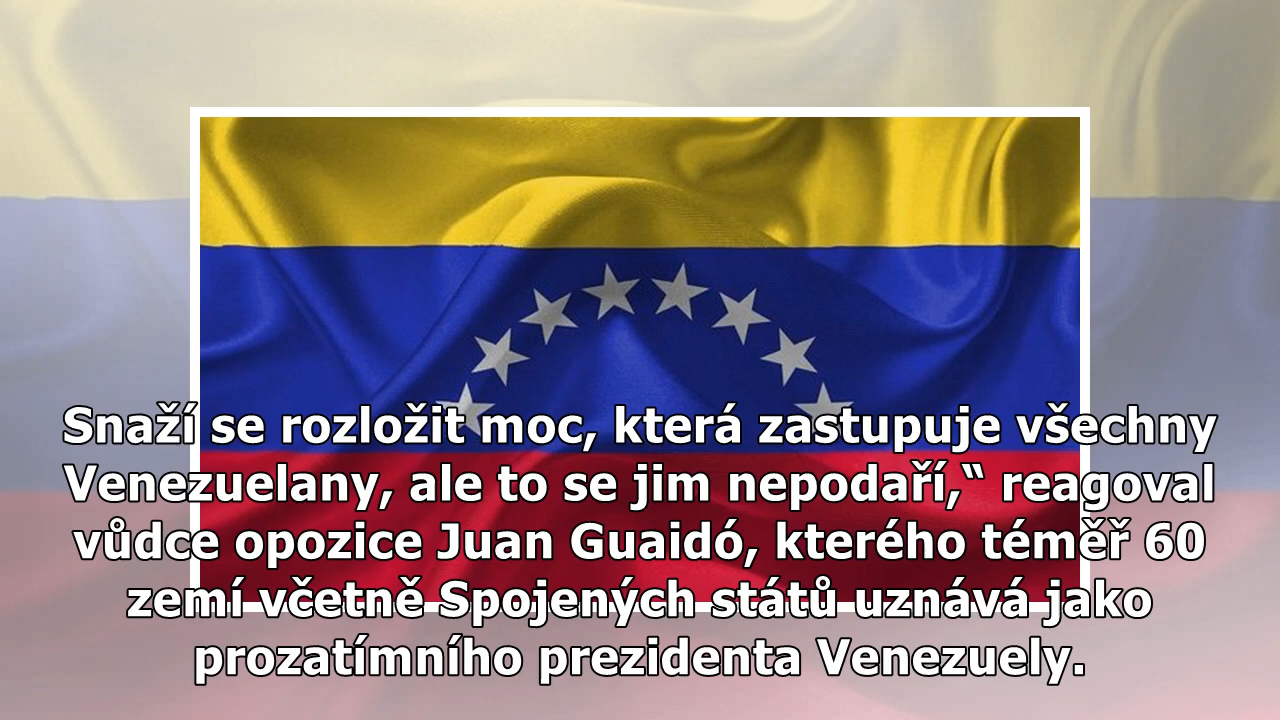 Snaží se rozložit moc, která zastupuje všechny
Venezuelany, ale to se jim nepodaří,“ reagoval
vůdce opozice Juan Guaidó, kterého téměř 60
zemí včetně Spojených států uznává jako
prozatímního prezidenta Venezuely.